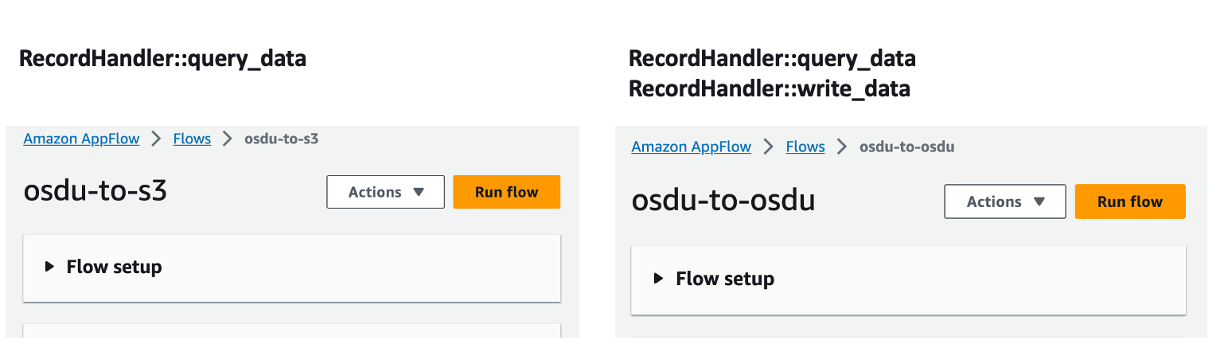 RecordHandler::query_data
Amazon AppFlow > Flows > osdu-to-s3
osdu-to-s3
Actions ▼
Run flow
▶ Flow setup
RecordHandler::query_data
RecordHandler::write_data
Amazon AppFlow > Flows > osdu-to-osdu
osdu-to-osdu
Actions ▼
Run flow
▶ Flow setup